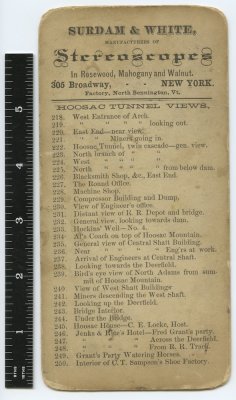 SURDAM & WHITE,
MANUFACTURERS OF
Stereoscopes
In Rosewood, Mahogany and Walnut.
305 Broadway, - - NEW YORK.
Factory, North Bennington, Vt.
HOOSAC TUNNEL VIEWS.
218. West Entrance of Arch.
219. " " " " looking out.
220. East End—near view.
221. " " Miners going in.
222. Hoosac Tunnel, twin cascade—gen. view.
223. North branch of " "
224. West " " " "
225. North " " " from below dam.
226. Blacksmith Shop, &c., East End.
227. The Round Office.
228. Machine Shop.
229. Compressor Building and Dump.
230. View of Engineer's office.
231. Distant view of R. R. Depot and bridge.
232. General view, looking towards dam.
233. Hockins' Well—No. 4.
234. Al's Coach on top of Hoosac Mountain.
235. General view of Central Shaft Building.
236. Near " " " Eng'rs at work.
237. Arrival of Engineers at Central Shaft.
238. Looking towards the Deerfield.
239. Bird's eye view of North Adams from sum-
mit of Hoosac Mountain.
240. View of West Shaft Buildings
241. Miners descending the West Shaft.
242. Looking up the Deerfield.
243. Bridge Interior.
244. Under the Bridge.
245. Hoosac House—C. E. Locke, Host.
246. Jenks & Rice's Hotel—Fred Grant's party.
247. " " " Across the Deerfield.
248. " " " From R. R. Track.
249. Grant's Party Watering Horses.
250. Interior of C. T. Sampson's Shoe Factory.
1
2
3
4
5